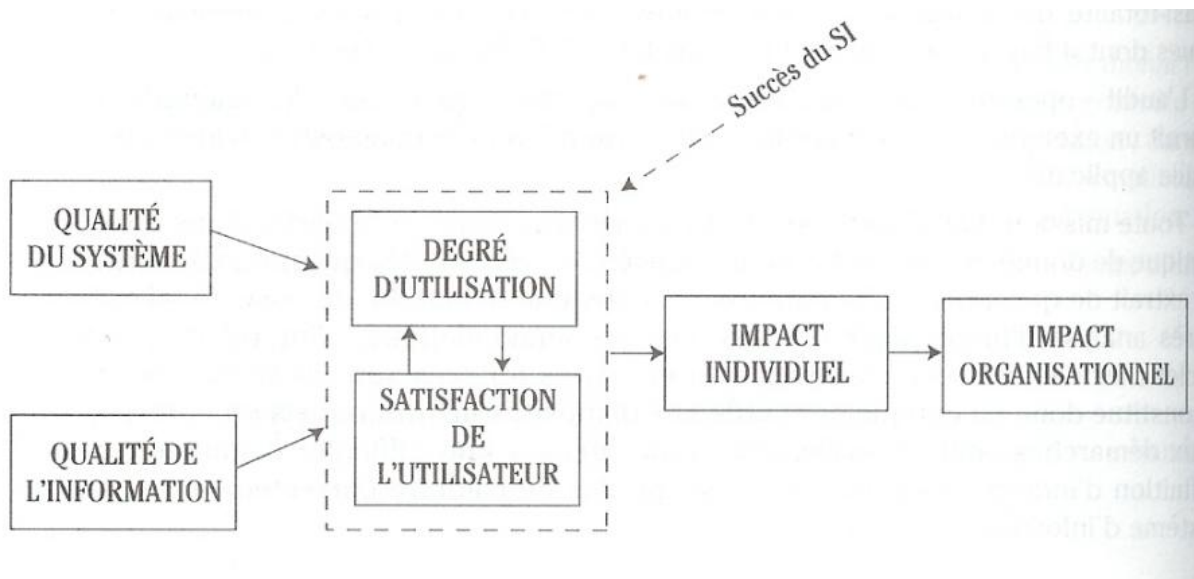 Succès du SI
QUALITÉ
DU SYSTÈME
DEGRÉ
D'UTILISATION
SATISFACTION
DE
L'UTILISATEUR
QUALITÉ DE
L'INFORMATION
IMPACT
INDIVIDUEL
IMPACT
ORGANISATIONNEL